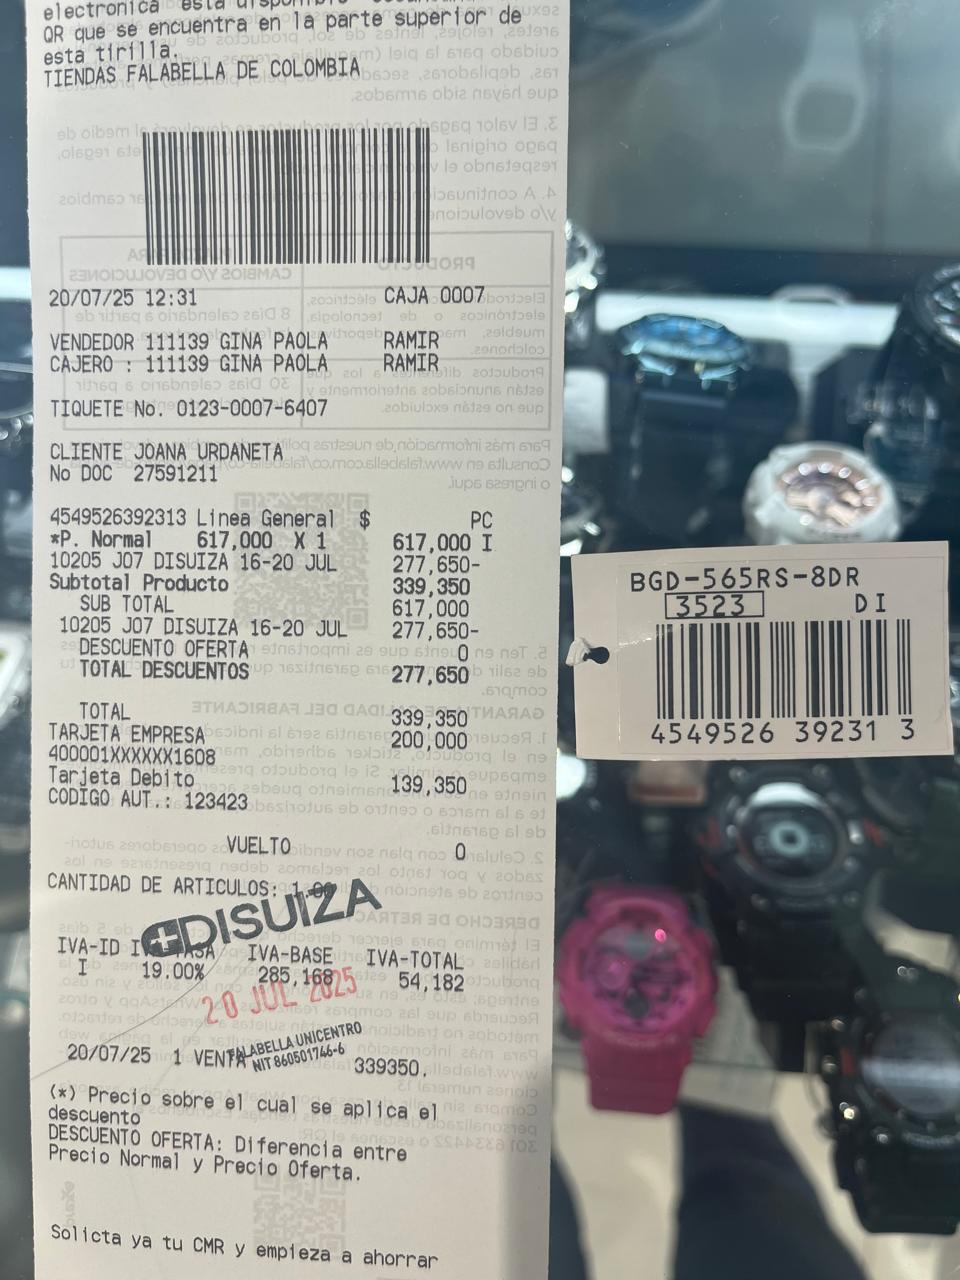 electronica esta disponible
QR que se encuentra en la parte superior de
esta tirilla.
TIENDAS FALABELLA DE COLOMBIA
20/07/25 12:31 CAJA 0007
VENDEDOR 111139 GINA PAOLA RAMIR
CAJERO : 111139 GINA PAOLA RAMIR
TIQUETE No. 0123-0007-6407
CLIENTE JOANA URDANETA
No DOC 27591211
4549526392313 Linea General $ PC
*P. Normal 617,000 X 1 617,000 I
10205 J07 DISUIZA 16-20 JUL 277,650-
Subtotal Producto 339,350
SUB TOTAL 617,000
10205 J07 DISUIZA 16-20 JUL 277,650-
DESCUENTO OFERTA 0
TOTAL DESCUENTOS 277,650
TOTAL 339,350
TARJETA EMPRESA 200,000
400001XXXXXX1608
Tarjeta Debito 139,350
CODIGO AUT.: 123423
VUELTO 0
CANTIDAD DE ARTICULOS: 1.00
DISUIZA
IVA-ID IVA-TASA IVA-BASE IVA-TOTAL
I 19.00% 285,168 54,182
20 JUL 2025
FALABELLA UNICENTRO
NIT 860501746-6
20/07/25 1 VENTA 339350.
(*) Precio sobre el cual se aplica el
descuento
DESCUENTO OFERTA: Diferencia entre
Precio Normal y Precio Oferta.
Solicta ya tu CMR y empieza a ahorrar
BGD-565RS-8DR
3523 DI
4549526 39231 3